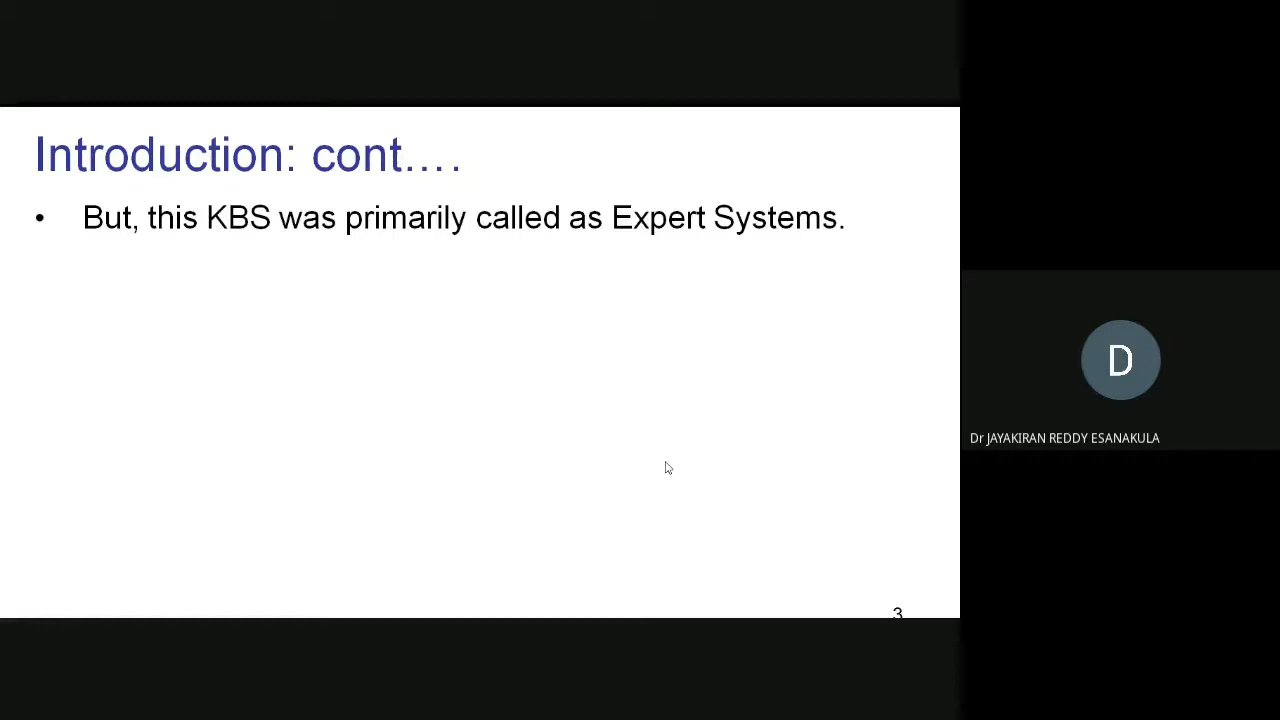 Introduction: cont….
• But, this KBS was primarily called as Expert Systems.
3
D
Dr JAYAKIRAN REDDY ESANAKULA